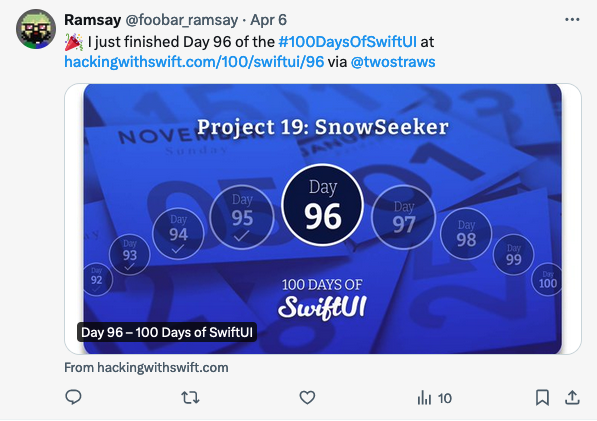 Ramsay @foobar_ramsay · Apr 6
🎉 I just finished Day 96 of the #100DaysOfSwiftUI at
hackingwithswift.com/100/swiftui/96 via @twostraws
NOVEMBER
Sunday
Project 19: SnowSeeker
Day
92
Day
93
Day
94
Day
95
Day
96
Day
97
Day
98
Day
99
Day
100
100 DAYS OF
SwiftUI
Day 96 – 100 Days of SwiftUI
From hackingwithswift.com
10